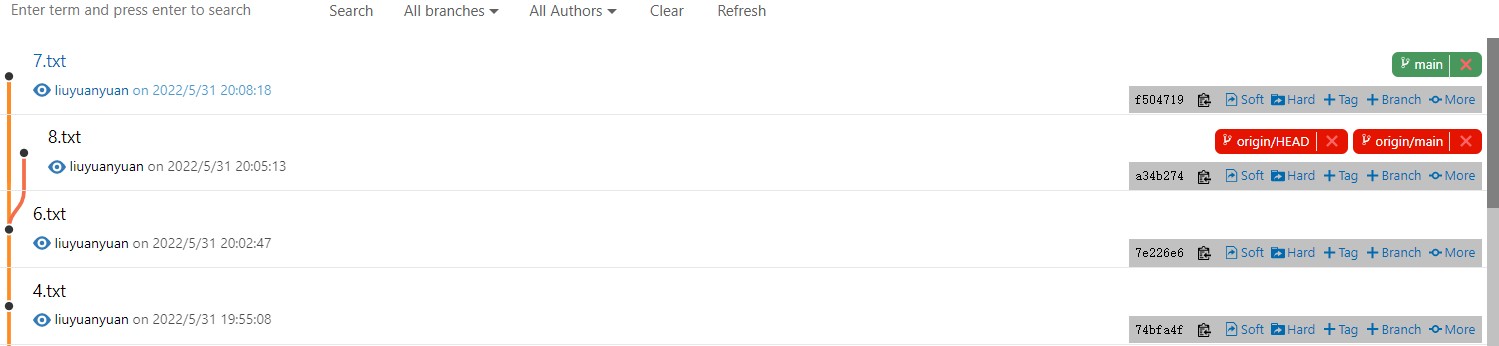 Enter term and press enter to search Search All branches All Authors Clear Refresh
7.txt main
liuyuanyuan on 2022/5/31 20:08:18 f504719 Soft Hard Tag Branch More
8.txt origin/HEAD origin/main
liuyuanyuan on 2022/5/31 20:05:13 a34b274 Soft Hard Tag Branch More
6.txt
liuyuanyuan on 2022/5/31 20:02:47 7e226e6 Soft Hard Tag Branch More
4.txt
liuyuanyuan on 2022/5/31 19:55:08 74bfa4f Soft Hard Tag Branch More